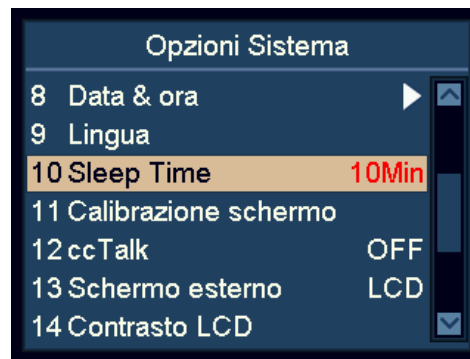 Opzioni Sistema
8 Data & ora
9 Lingua
10 Sleep Time 10Min
11 Calibrazione schermo
12 ccTalk OFF
13 Schermo esterno LCD
14 Contrasto LCD